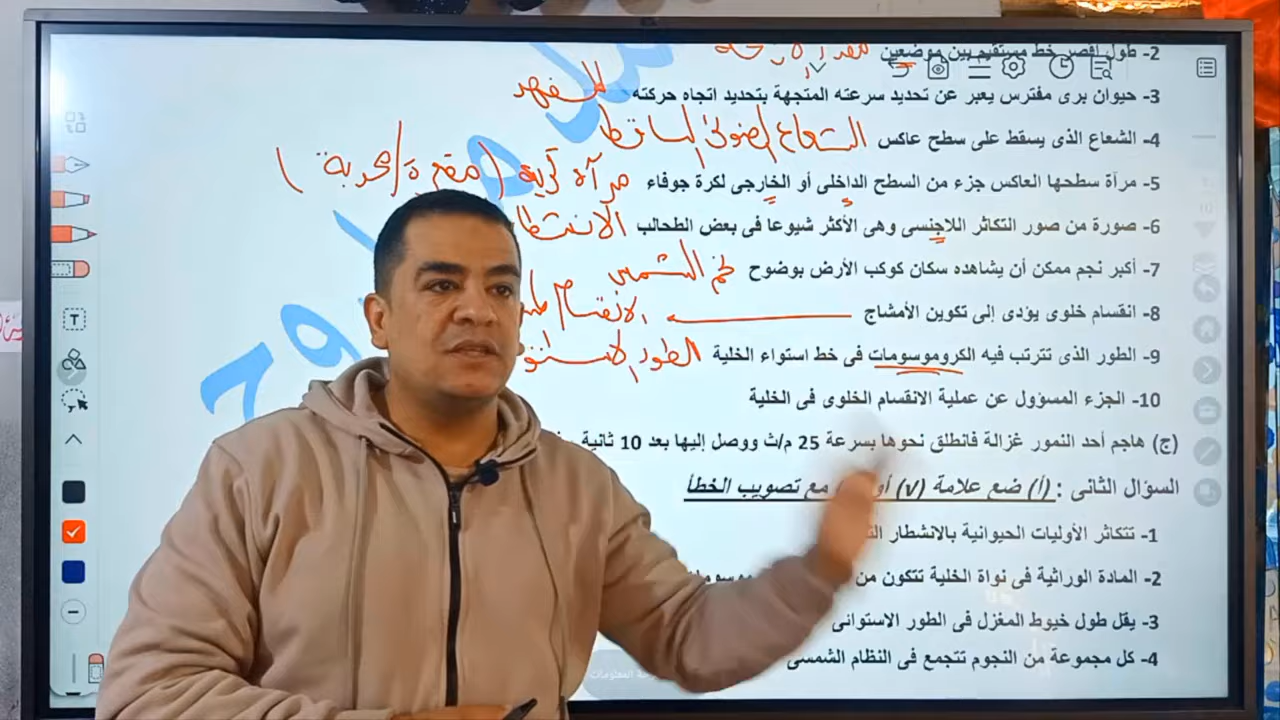 2- طول أقصر خط مستقيم بين موضعين
3- حيوان برى مفترس يعبر عن تحديد سرعته المتجهة بتحديد اتجاه حركته الفهد
4- الشعاع الذى يسقط على سطح عاكس الشعاع الضوئى الساقط
5- مرآة سطحها العاكس جزء من السطح الداخلى أو الخارجى لكرة جوفاء مرآة كرية (مقعرة/محدبة)
6- صورة من صور التكاثر اللاجنسى وهى الأكثر شيوعا فى بعض الطحالب
7- أكبر نجم ممكن أن يشاهده سكان كوكب الأرض بوضوح نجم الشمس
8- انقسام خلوى يؤدى إلى تكوين الأمشاج الانقسام
9- الطور الذى تترتب فيه الكروموسومات فى خط استواء الخلية الطور
10- الجزء المسؤول عن عملية الانقسام الخلوى فى الخلية
(ج) هاجم أحد النمور غزالة فانطلق نحوها بسرعة 25 م/ث ووصل إليها بعد 10 ثانية
السؤال الثانى : (أ) ضع علامة (√) أو مع تصويب الخطأ
1- تتكاثر الأوليات الحيوانية بالانشطار
2- المادة الوراثية فى نواة الخلية تتكون من
3- يقل طول خيوط المغزل فى الطور الاستوائى
4- كل مجموعة من النجوم تتجمع فى النظام الشمسى